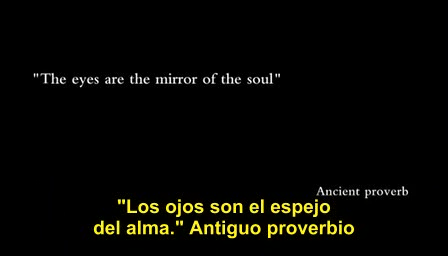 "The eyes are the mirror of the soul"
Ancient proverb
"Los ojos son el espejo
del alma." Antiguo proverbio